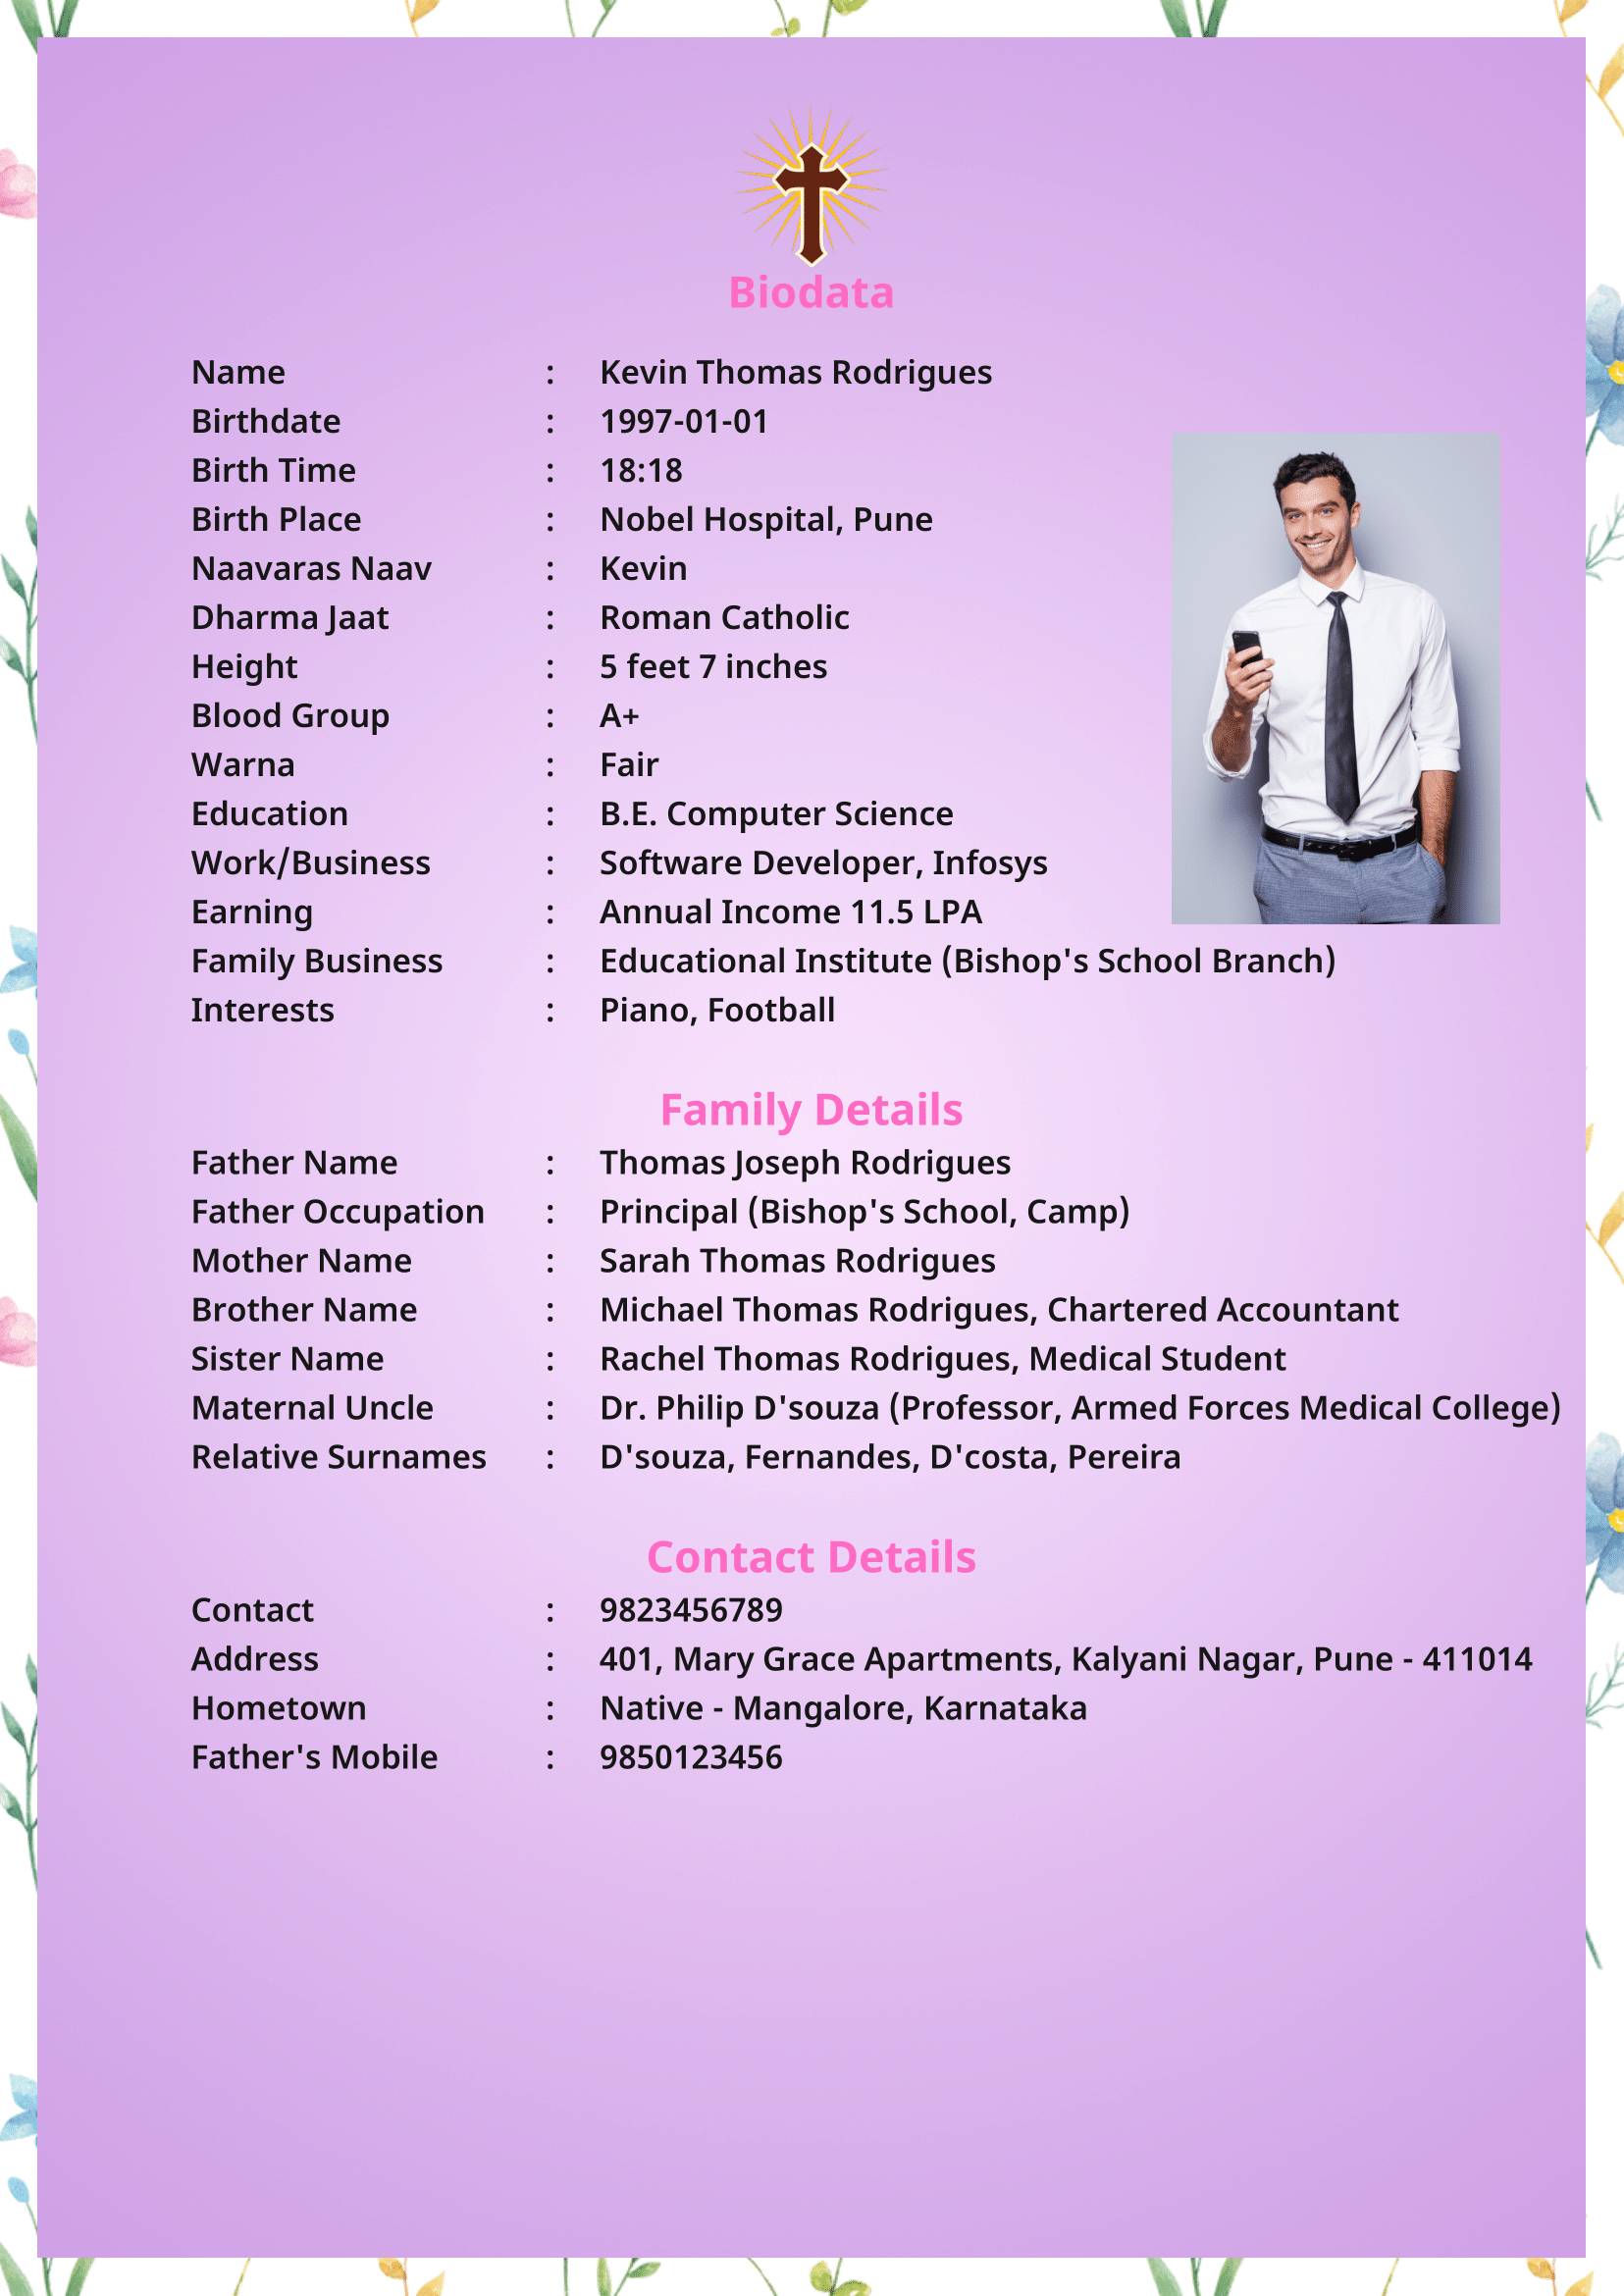 Biodata
Name : Kevin Thomas Rodrigues
Birthdate : 1997-01-01
Birth Time : 18:18
Birth Place : Nobel Hospital, Pune
Naavaras Naav : Kevin
Dharma Jaat : Roman Catholic
Height : 5 feet 7 inches
Blood Group : A+
Warna : Fair
Education : B.E. Computer Science
Work/Business : Software Developer, Infosys
Earning : Annual Income 11.5 LPA
Family Business : Educational Institute (Bishop's School Branch)
Interests : Piano, Football
Family Details
Father Name : Thomas Joseph Rodrigues
Father Occupation : Principal (Bishop's School, Camp)
Mother Name : Sarah Thomas Rodrigues
Brother Name : Michael Thomas Rodrigues, Chartered Accountant
Sister Name : Rachel Thomas Rodrigues, Medical Student
Maternal Uncle : Dr. Philip D'souza (Professor, Armed Forces Medical College)
Relative Surnames : D'souza, Fernandes, D'costa, Pereira
Contact Details
Contact : 9823456789
Address : 401, Mary Grace Apartments, Kalyani Nagar, Pune - 411014
Hometown : Native - Mangalore, Karnataka
Father's Mobile : 9850123456